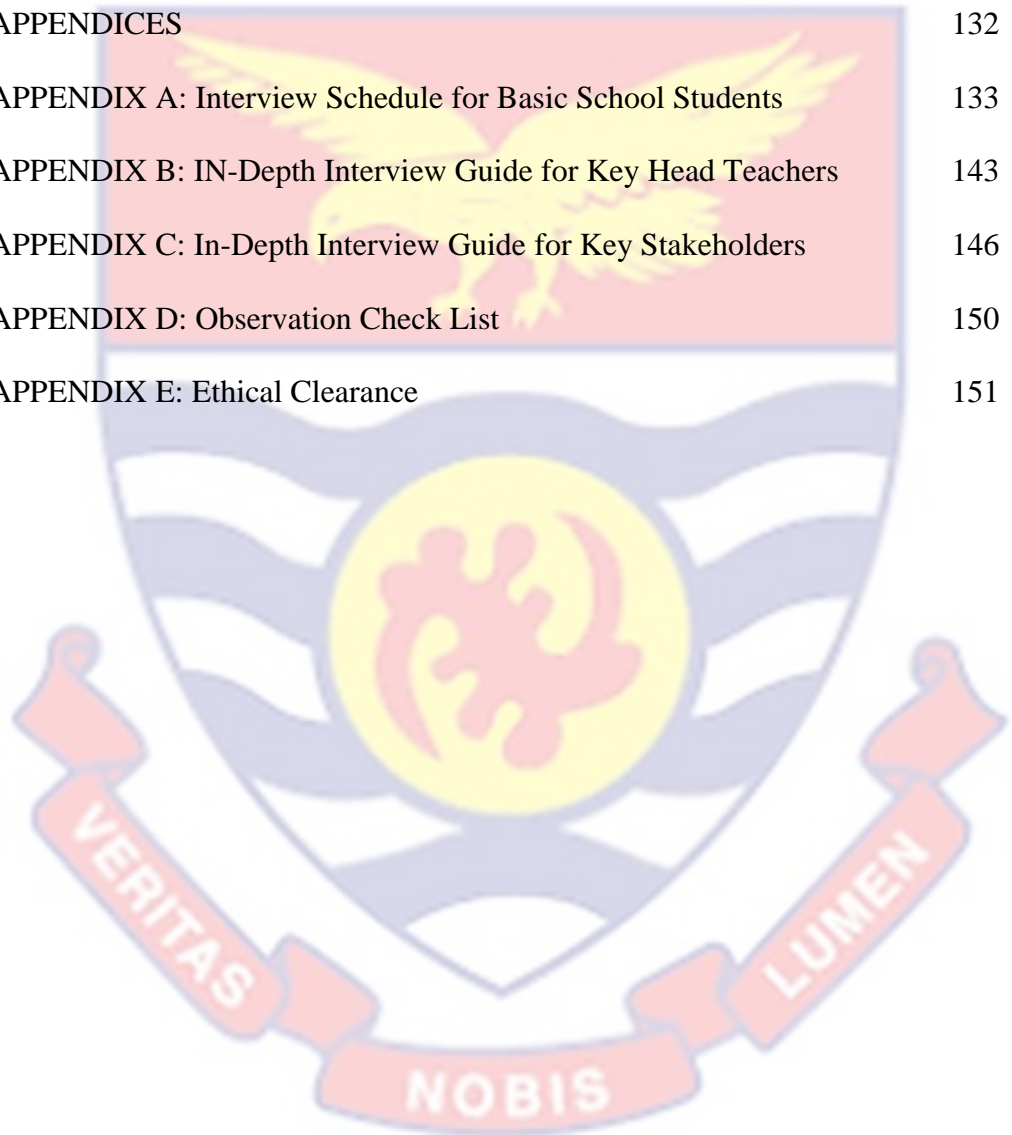 APPENDICES 132
APPENDIX A: Interview Schedule for Basic School Students 133
APPENDIX B: IN-Depth Interview Guide for Key Head Teachers 143
APPENDIX C: In-Depth Interview Guide for Key Stakeholders 146
APPENDIX D: Observation Check List 150
APPENDIX E: Ethical Clearance 151
VERITAS
NOBIS
LUMEN